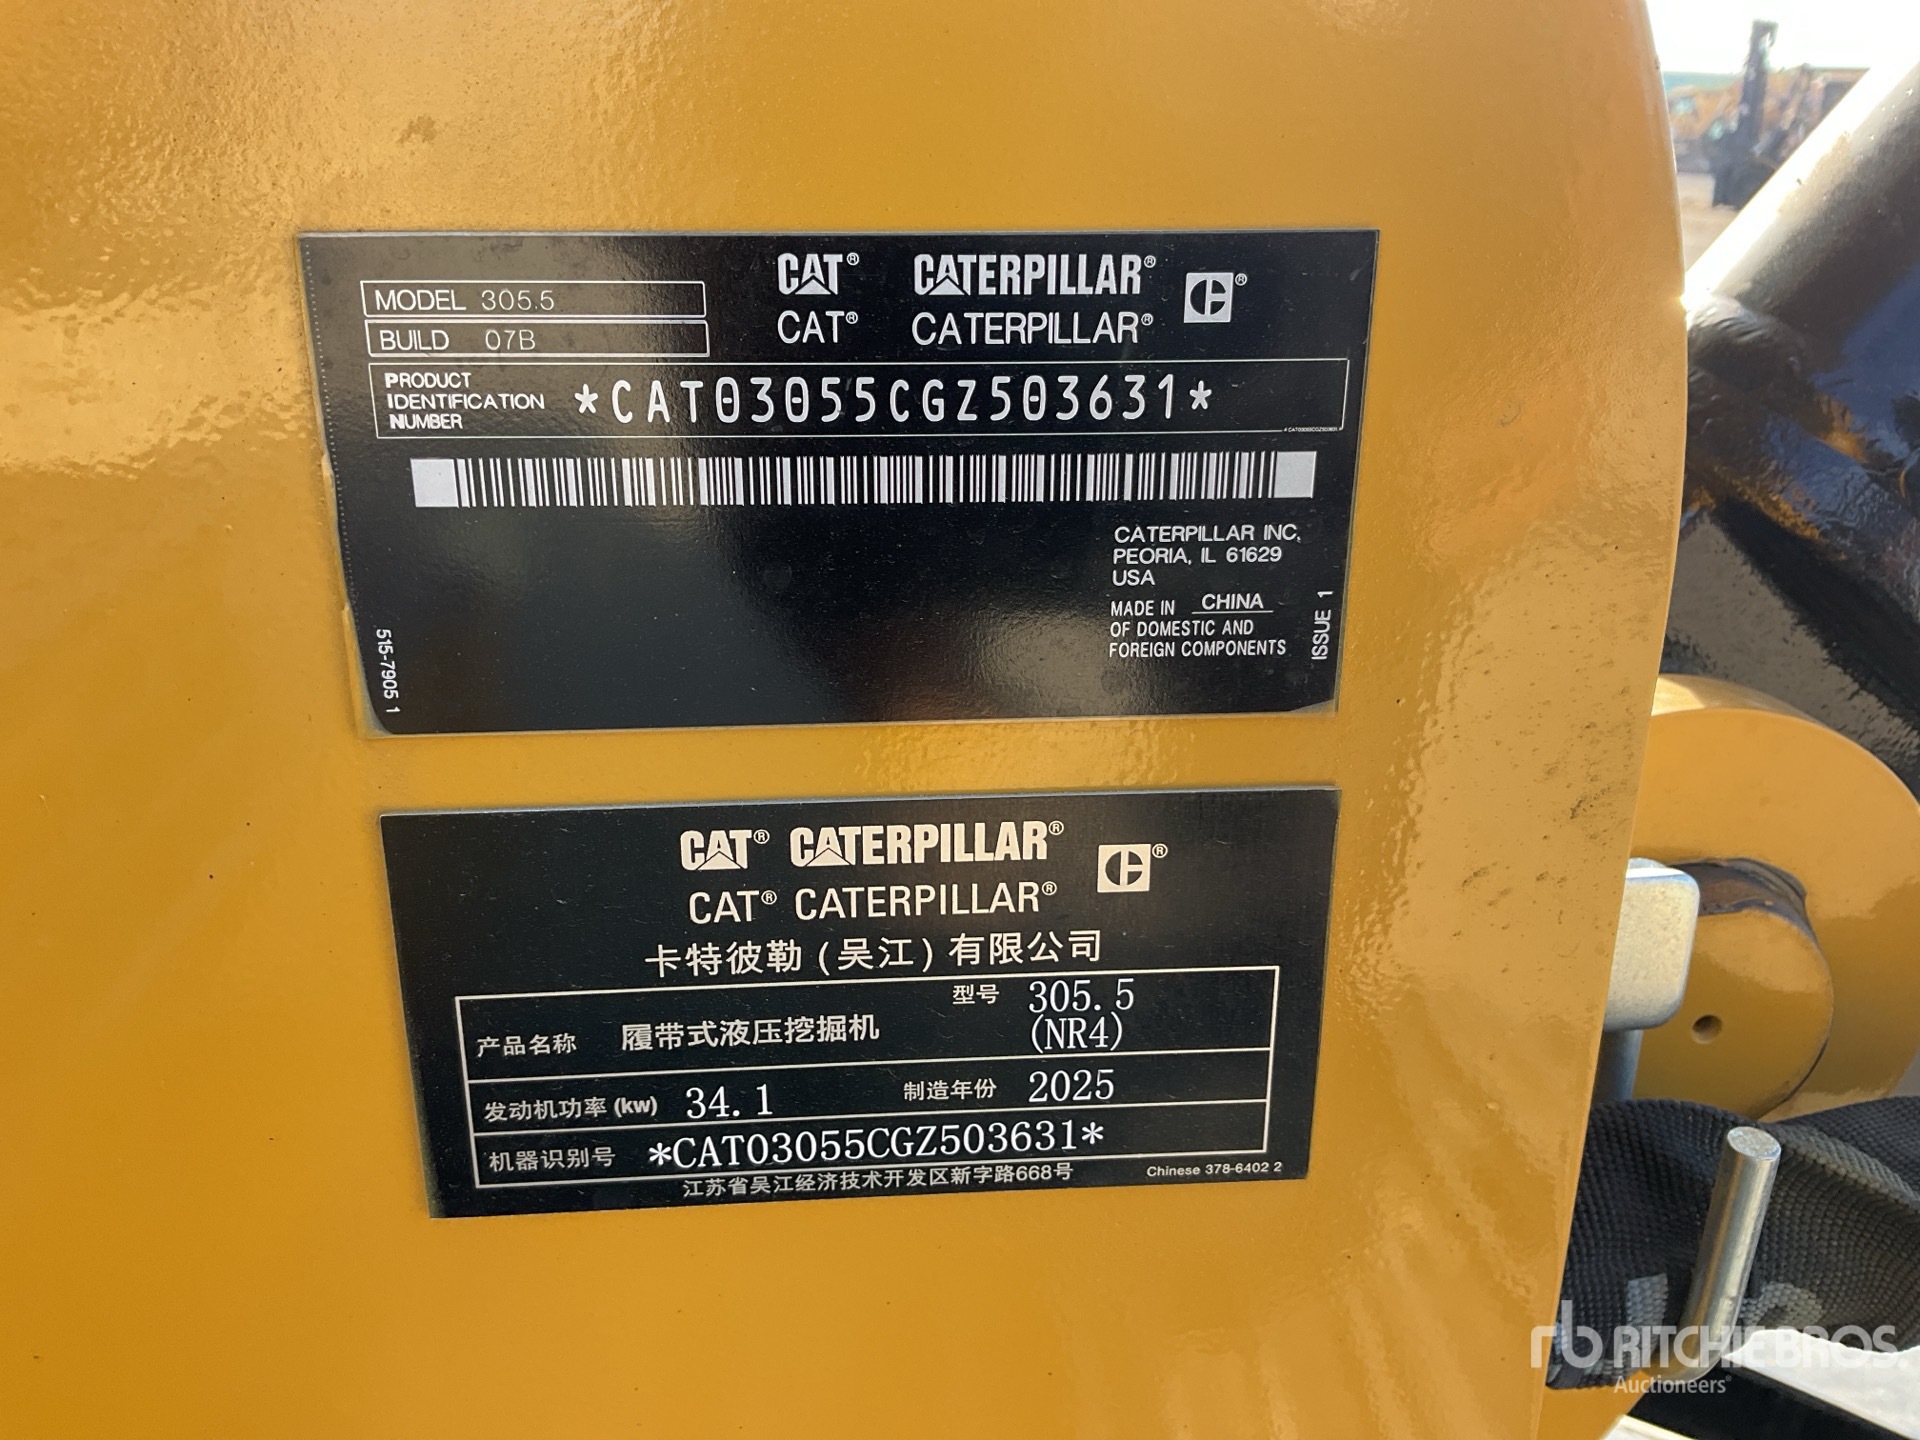 CAT® CATERPILLAR®
CAT® CATERPILLAR®
MODEL 305.5
BUILD 07B
PRODUCT
IDENTIFICATION
NUMBER
*CAT03055CGZ503631*
*CAT03055CGZ503631
CATERPILLAR INC.
PEORIA, IL 61629
USA
MADE IN CHINA
OF DOMESTIC AND
FOREIGN COMPONENTS
ISSUE 1
515-7905 1
CAT® CATERPILLAR®
CAT® CATERPILLAR®
卡特彼勒(吴江)有限公司
产品名称 履带式液压挖掘机 型号 305.5
(NR4)
发动机功率(kw) 34.1 制造年份 2025
机器识别号 *CAT03055CGZ503631*
江苏省吴江经济技术开发区新字路668号 Chinese 378-6402 2
rb RITCHIE BROS.
Auctioneers®